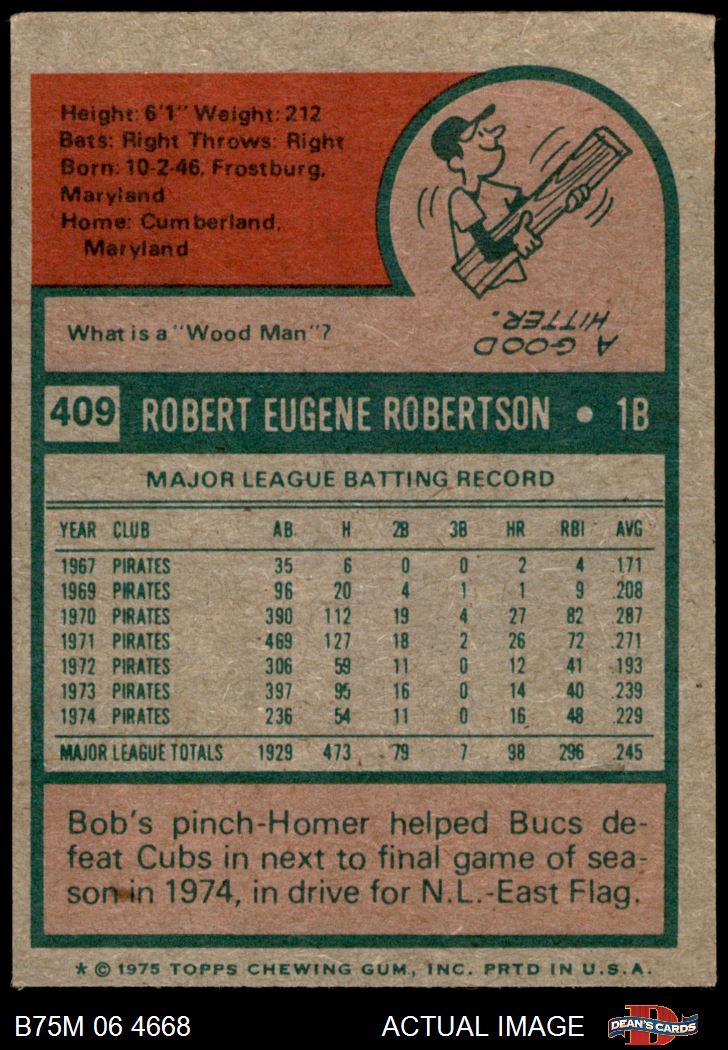 Height: 6'1" Weight: 212
Bats: Right Throws: Right
Born: 10-2-46, Frostburg,
Maryland
Home: Cumberland,
Maryland
What is a "Wood Man"?
A GOOD
HITTER.
409 ROBERT EUGENE ROBERTSON • 1B
MAJOR LEAGUE BATTING RECORD
YEAR CLUB AB H 2B 3B HR RBI AVG
1967 PIRATES 35 6 0 0 2 4 .171
1969 PIRATES 96 20 4 1 1 9 .208
1970 PIRATES 390 112 19 4 27 82 .287
1971 PIRATES 469 127 18 2 26 72 .271
1972 PIRATES 306 59 11 0 12 41 .193
1973 PIRATES 397 95 16 0 14 40 .239
1974 PIRATES 236 54 11 0 16 48 .229
MAJOR LEAGUE TOTALS 1929 473 79 7 98 296 .245
Bob's pinch-Homer helped Bucs de-
feat Cubs in next to final game of sea-
son in 1974, in drive for N.L.-East Flag.
* © 1975 TOPPS CHEWING GUM, INC. PRTD IN U.S.A.
B75M 06 4668 ACTUAL IMAGE D DEAN'S CARDS